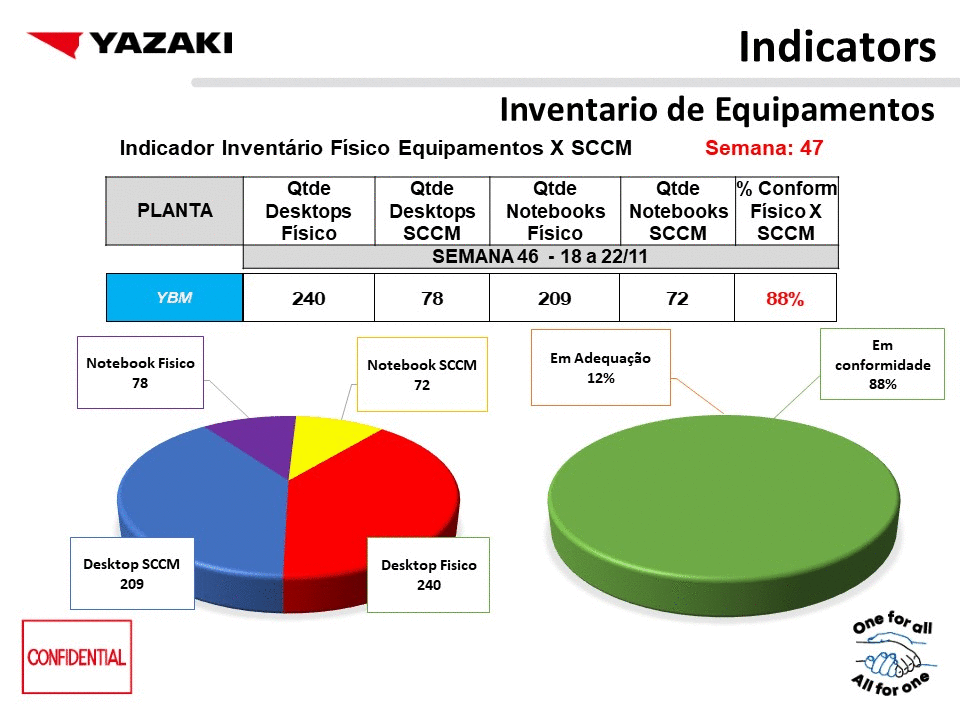 YAZAKI
Indicators
Inventario de Equipamentos
Indicador Inventário Físico Equipamentos X SCCM
Semana: 47
PLANTA
Qtde
Desktops
Físico
Qtde
Desktops
SCCM
Qtde
Notebooks
Físico
Qtde
Notebooks
SCCM
% Conform
Físico X
SCCM
SEMANA 46 - 18 a 22/11
YBM
240
78
209
72
88%
Notebook Fisico
78
Notebook SCCM
72
Em Adequação
12%
Em
conformidade
88%
Desktop SCCM
209
Desktop Fisico
240
CONFIDENTIAL
One for all
All for one